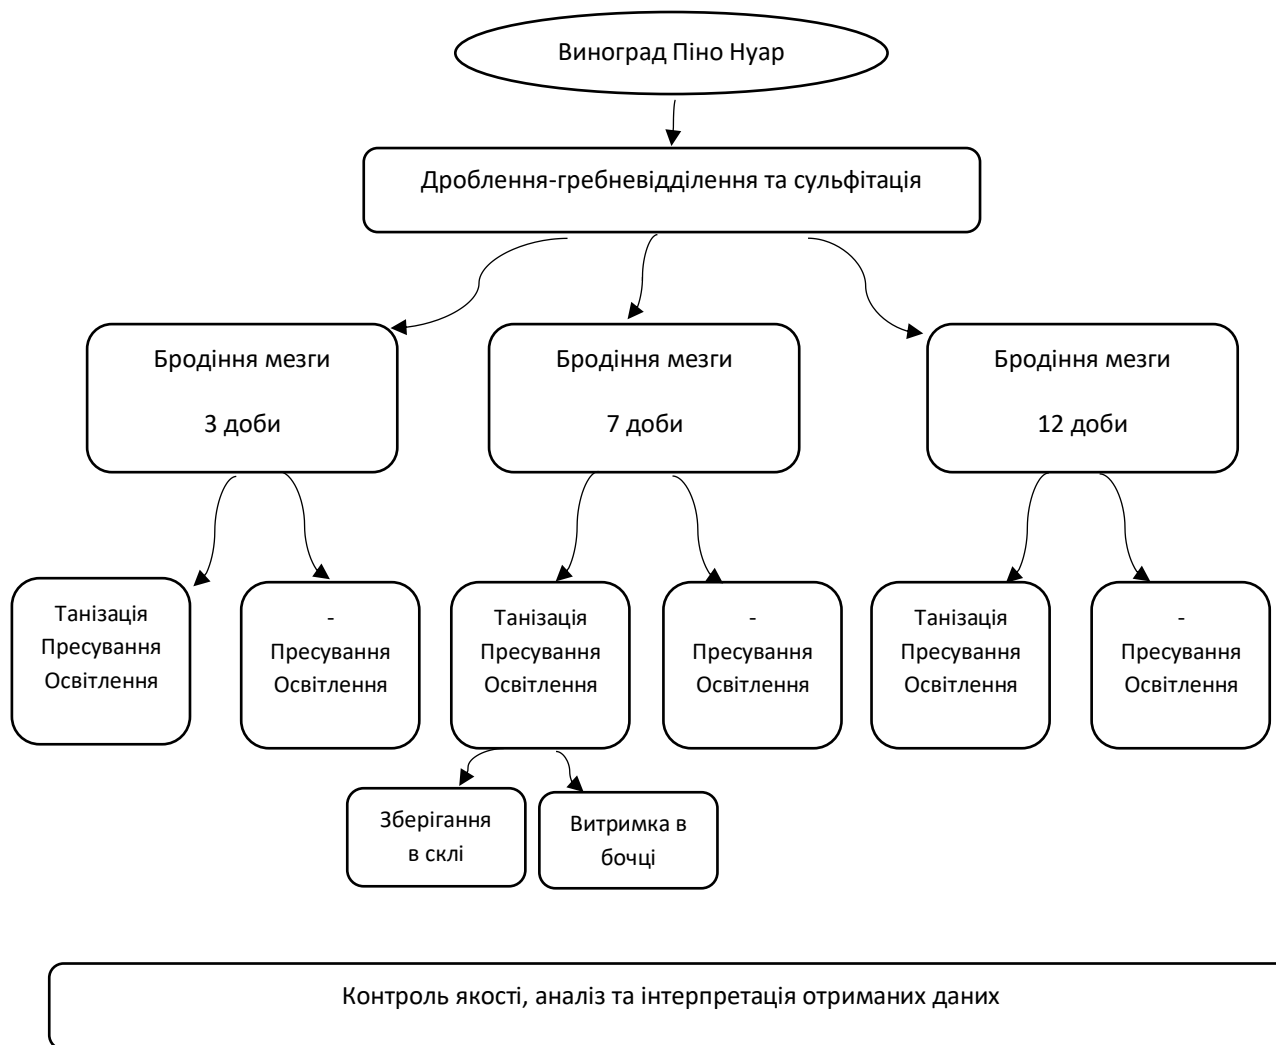 Виноград Піно Нуар
Дроблення-гребневідділення та сульфітація
Бродіння мезги
3 доби
Бродіння мезги
7 доби
Бродіння мезги
12 доби
Танізація
Пресування
Освітлення
-
Пресування
Освітлення
Танізація
Пресування
Освітлення
-
Пресування
Освітлення
Танізація
Пресування
Освітлення
-
Пресування
Освітлення
Зберігання
в склі
Витримка в
бочці
Контроль якості, аналіз та інтерпретація отриманих даних